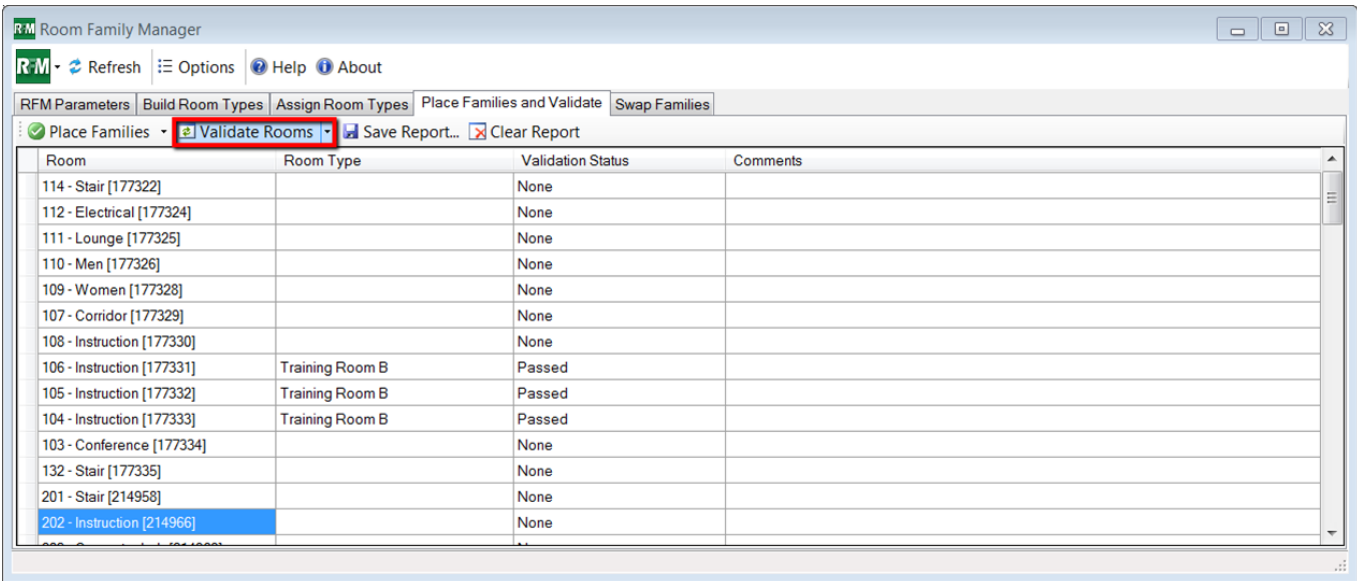 RFM Room Family Manager
RFM Refresh Options Help About
RFM Parameters Build Room Types Assign Room Types Place Families and Validate Swap Families
Place Families Validate Rooms Save Report... Clear Report
Room Room Type Validation Status Comments
114 - Stair [177322] None
112 - Electrical [177324] None
111 - Lounge [177325] None
110 - Men [177326] None
109 - Women [177328] None
107 - Corridor [177329] None
108 - Instruction [177330] None
106 - Instruction [177331] Training Room B Passed
105 - Instruction [177332] Training Room B Passed
104 - Instruction [177333] Training Room B Passed
103 - Conference [177334] None
132 - Stair [177335] None
201 - Stair [214958] None
202 - Instruction [214966] None